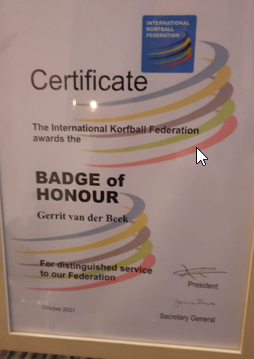 INTERNATIONAL
KORFBALL
FEDERATION
Certificate
The International Korfball Federation
awards the
BADGE of
HONOUR
Gerrit van der Beek
For distinguished service
to our Federation
President
October 2021
Secretary General